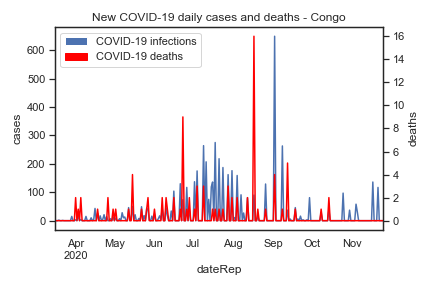 New COVID-19 daily cases and deaths - Congo
COVID-19 infections
COVID-19 deaths
600
500
400
300
200
100
0
cases
16
14
12
10
8
6
4
2
0
deaths
Apr May Jun Jul Aug Sep Oct Nov
2020
dateRep